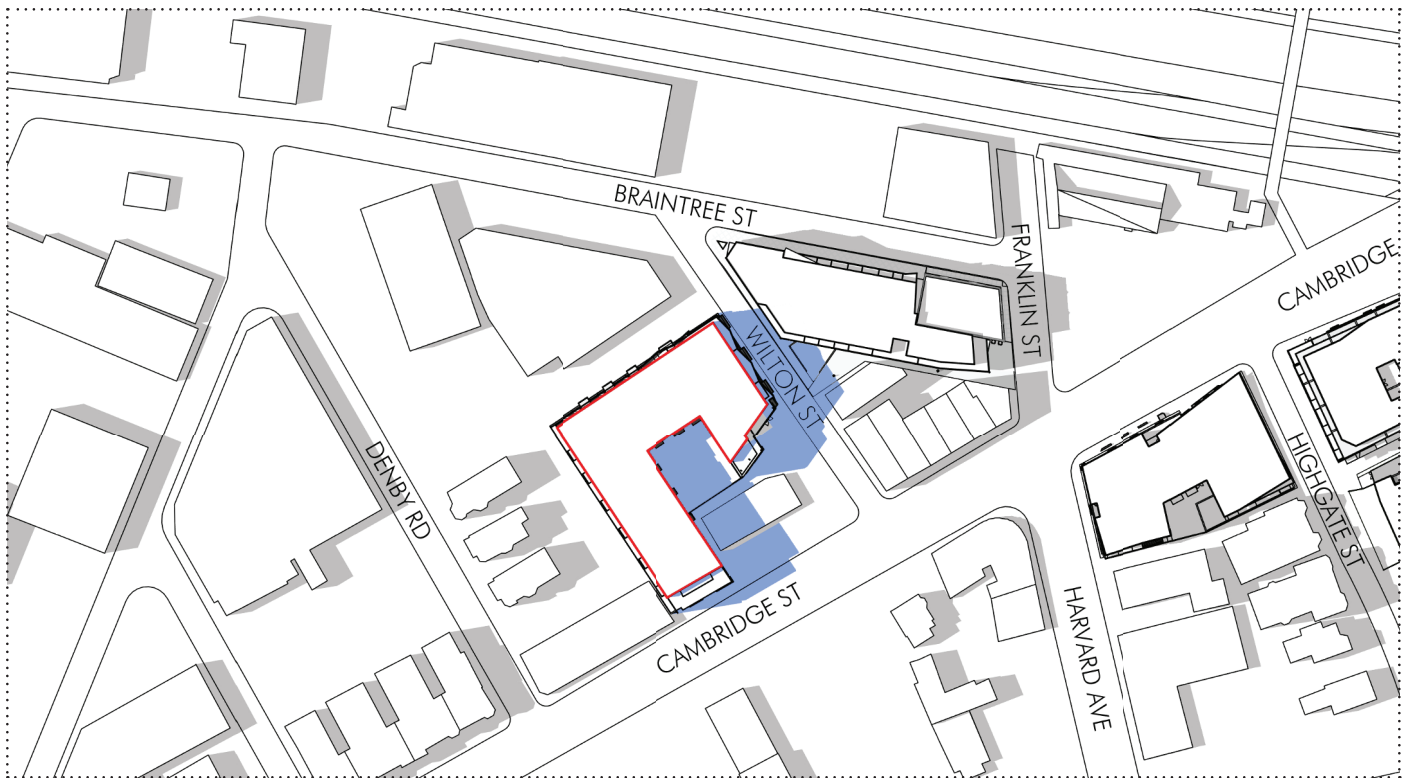 BRAINTREE ST
FRANKLIN ST
CAMBRIDGE
WILTON ST
DENBY RD
HIGHGATE ST
CAMBRIDGE ST
HARVARD AVE